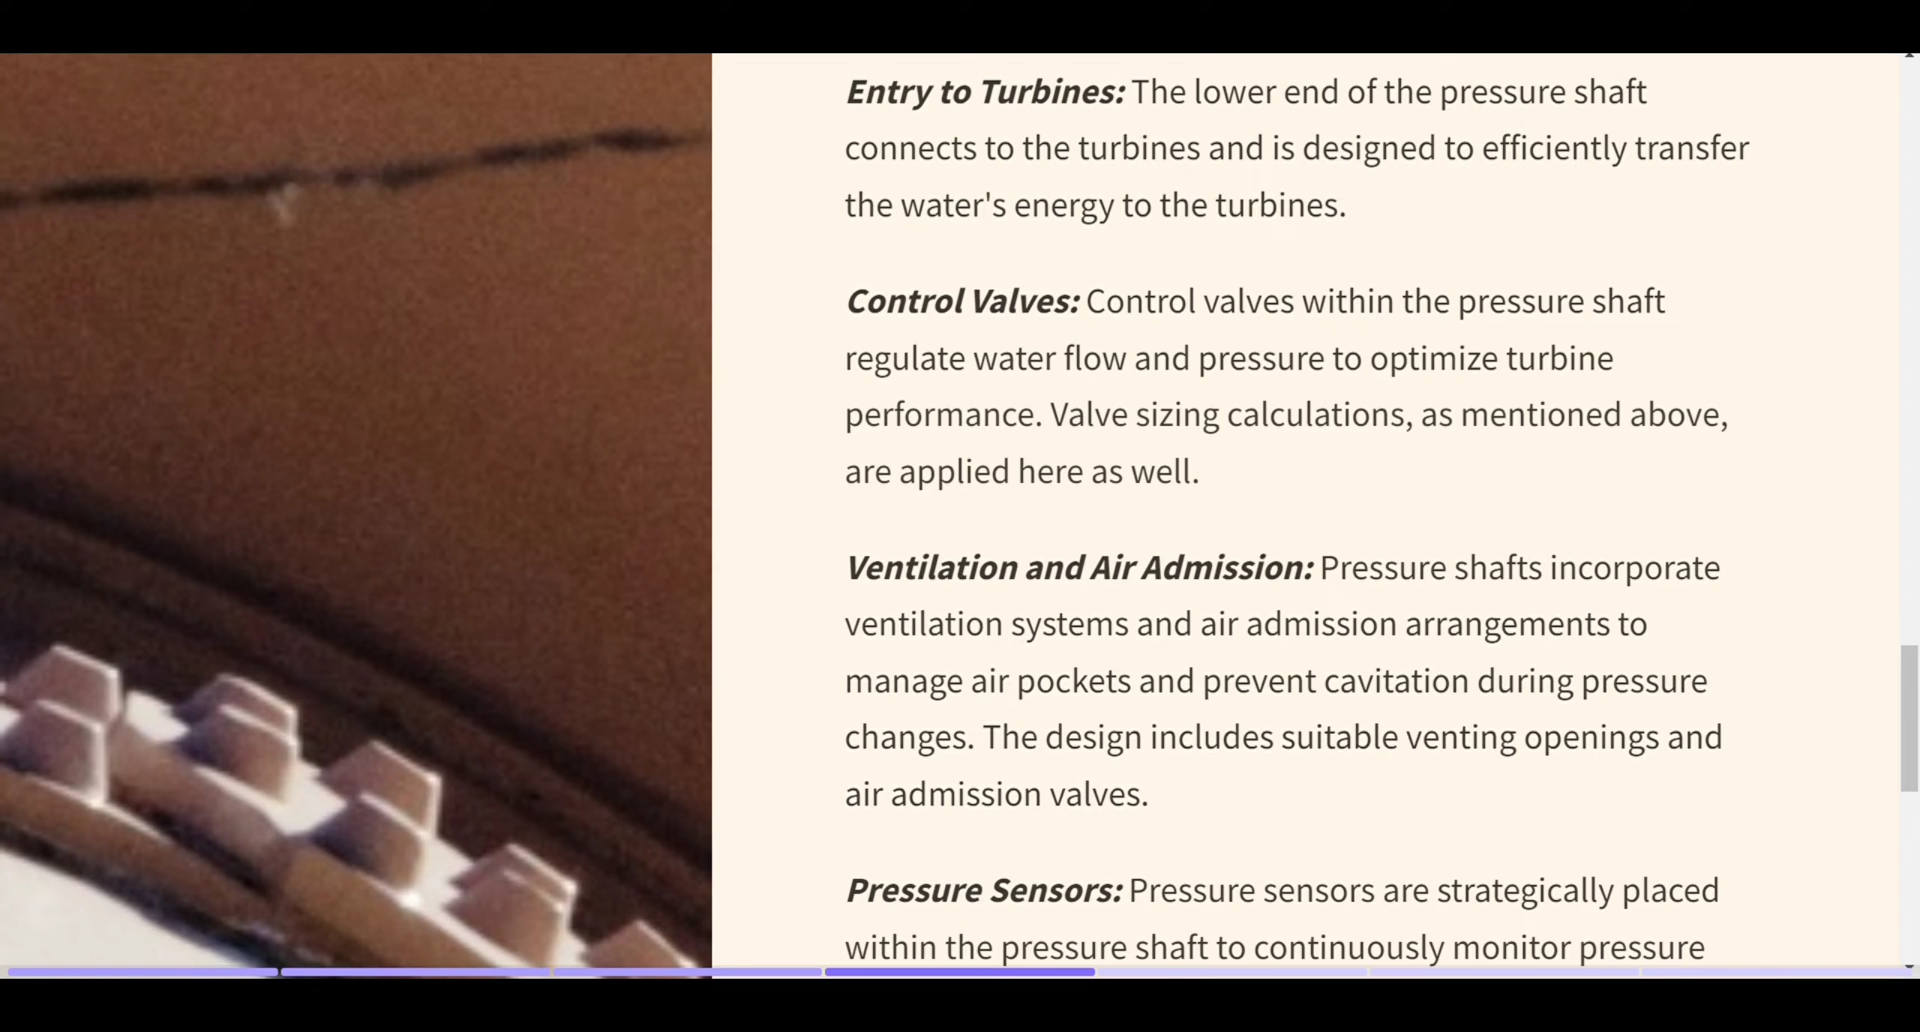 Entry to Turbines: The lower end of the pressure shaft
connects to the turbines and is designed to efficiently transfer
the water's energy to the turbines.
Control Valves: Control valves within the pressure shaft
regulate water flow and pressure to optimize turbine
performance. Valve sizing calculations, as mentioned above,
are applied here as well.
Ventilation and Air Admission: Pressure shafts incorporate
ventilation systems and air admission arrangements to
manage air pockets and prevent cavitation during pressure
changes. The design includes suitable venting openings and
air admission valves.
Pressure Sensors: Pressure sensors are strategically placed
within the pressure shaft to continuously monitor pressure